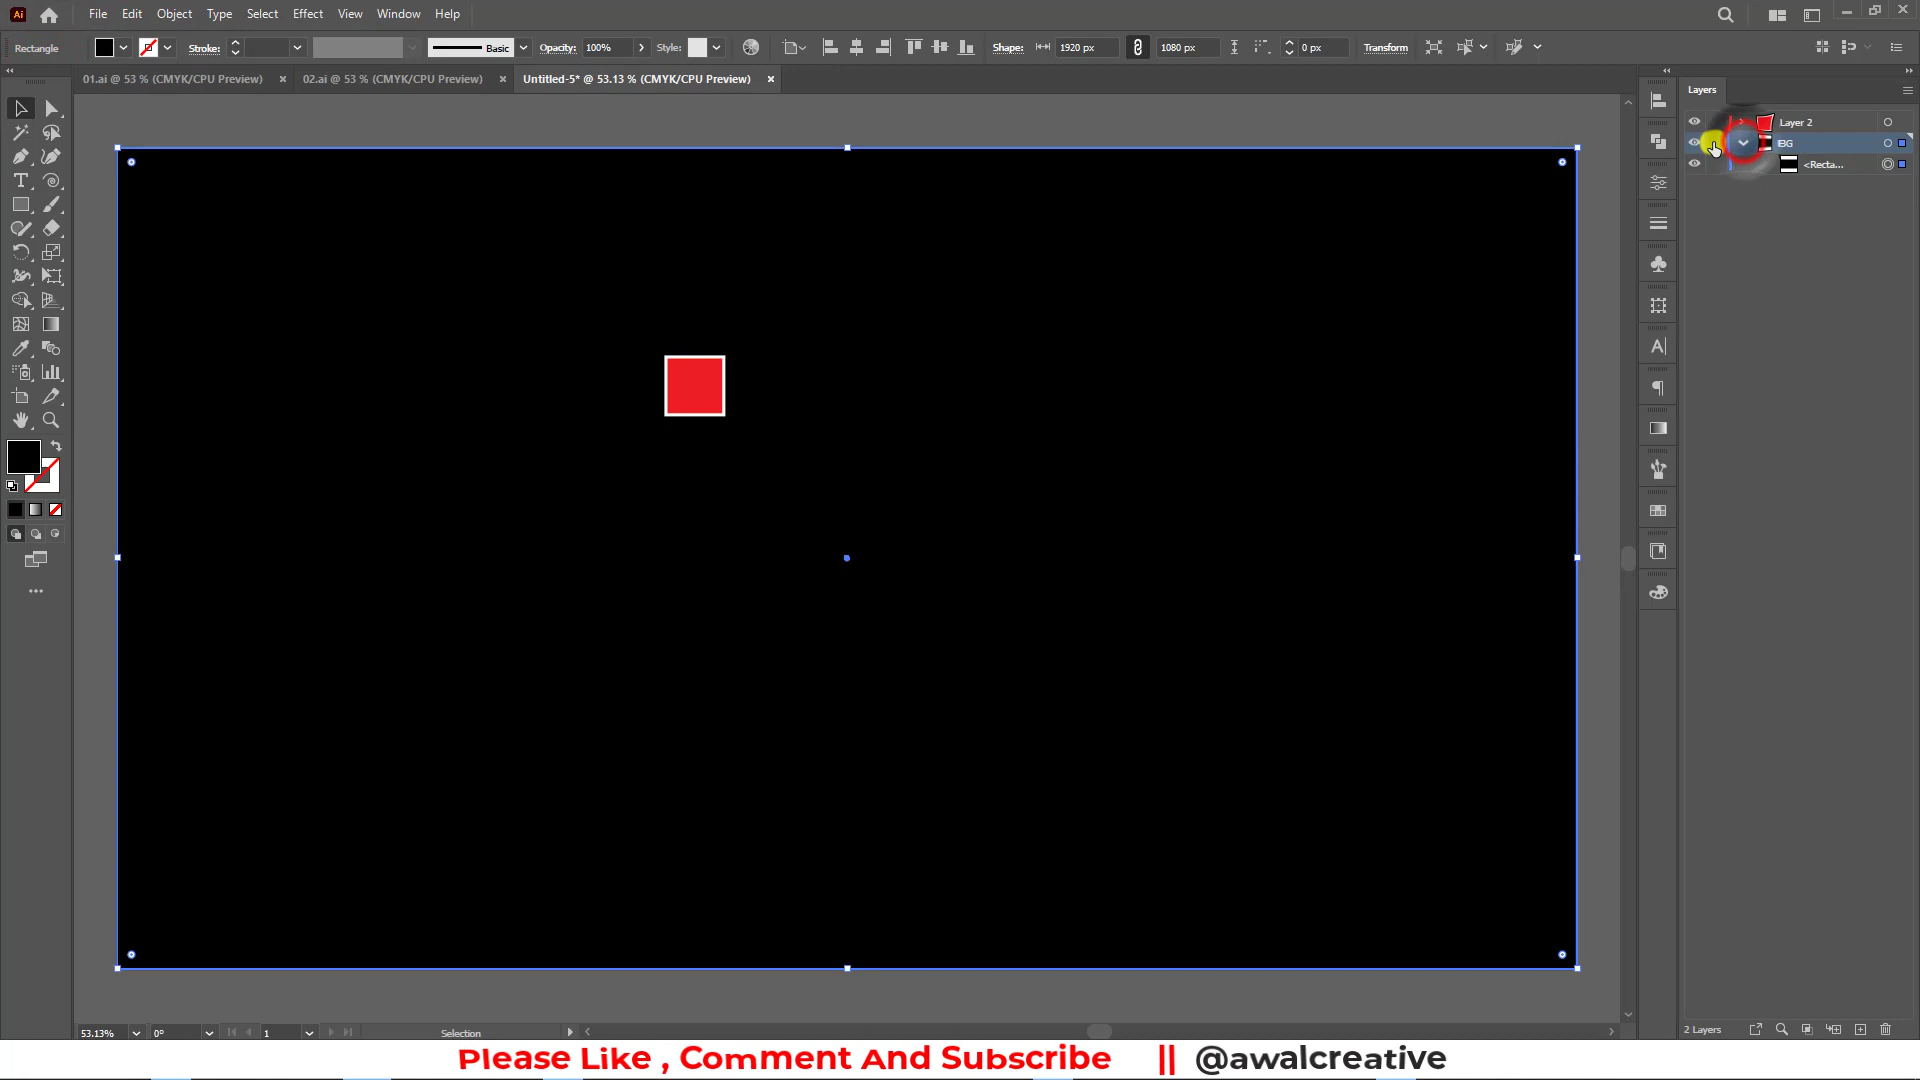 Ai File Edit Object Type Select Effect View Window Help
Rectangle Stroke: Basic Opacity: 100% Style: Shape: 1920 px 1080 px 0 px Transform
01.ai @ 53 % (CMYK/CPU Preview) × 02.ai @ 53 % (CMYK/CPU Preview) × Untitled-5* @ 53.13 % (CMYK/CPU Preview) ×
Layers
Layer 2
BG
<Recta...
53.13% 0° 1 Selection
2 Layers
Please Like , Comment And Subscribe || @awalcreative